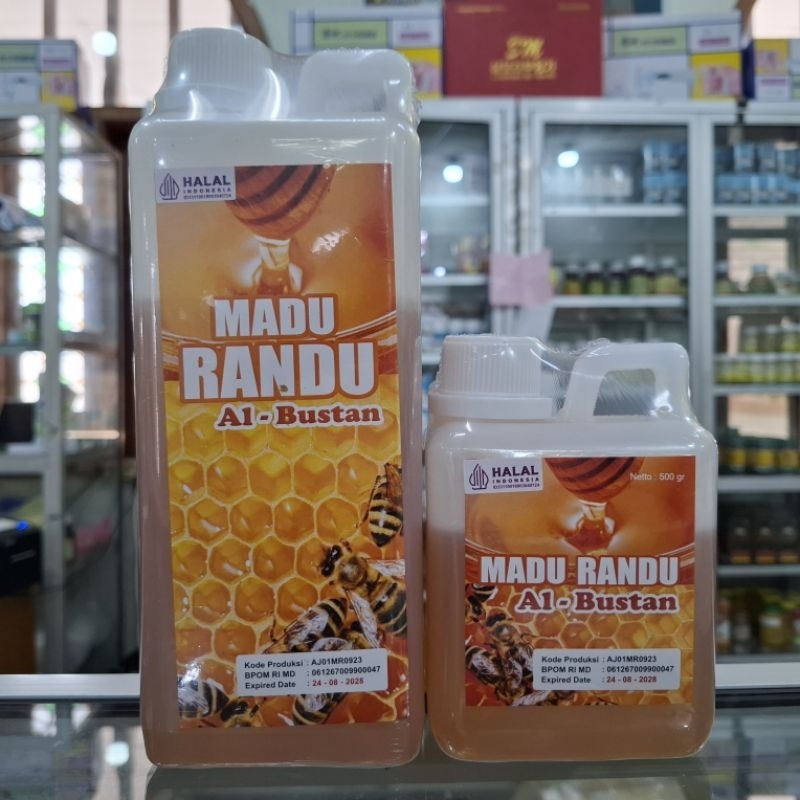 HALAL
INDONESIA
MADU
RANDU
Al - Bustan
Kode Produksi : AJ01MR0923
BPOM RI MD : 061267009900047
Expired Date : 24 - 08 - 2028
HALAL
INDONESIA
Netto : 500 gr
MADU RANDU
Al - Bustan
Kode Produksi : AJ01MR0923
BPOM RI MD : 061267009900047
Expired Date : 24 - 08 - 2028